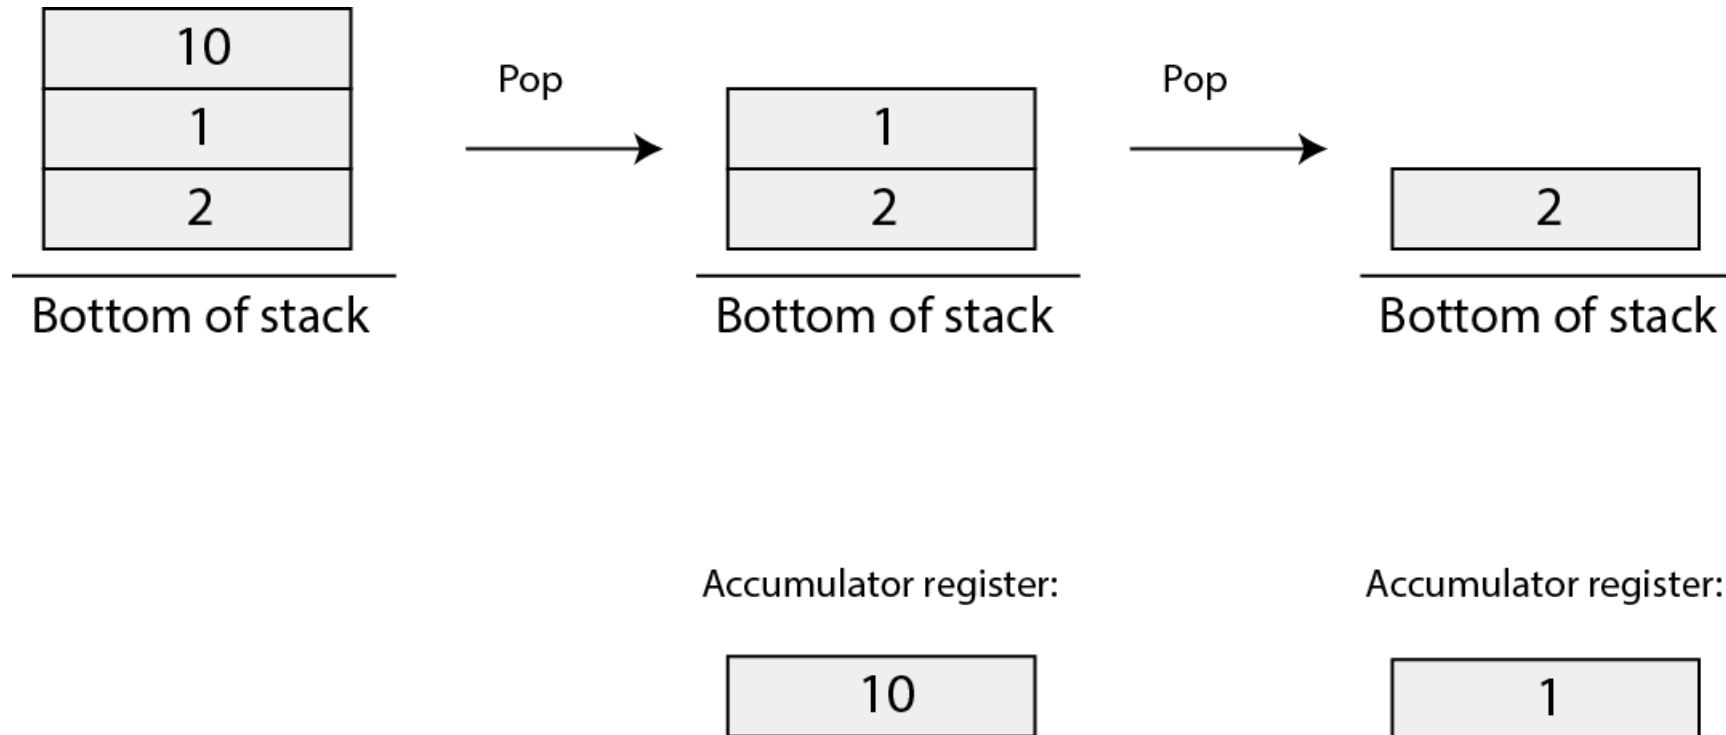 10
1
2
Bottom of stack
Pop
1
2
Bottom of stack
Pop
2
Bottom of stack
Accumulator register:
10
Accumulator register:
1